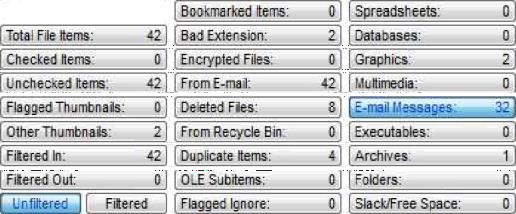 Bookmarked Items: 0 Spreadsheets: 0
Total File Items: 42 Bad Extension: 2 Databases: 0
Checked Items: 0 Encrypted Files: 0 Graphics: 2
Unchecked Items: 42 From E-mail: 42 Multimedia: 0
Flagged Thumbnails: 0 Deleted Files: 8 E-mail Messages: 32
Other Thumbnails: 2 From Recycle Bin: 0 Executables: 0
Filtered In: 42 Duplicate Items: 4 Archives: 1
Filtered Out: 0 OLE Subitems: 0 Folders: 0
Unfiltered Filtered Flagged Ignore: 0 Slack/Free Space: 0